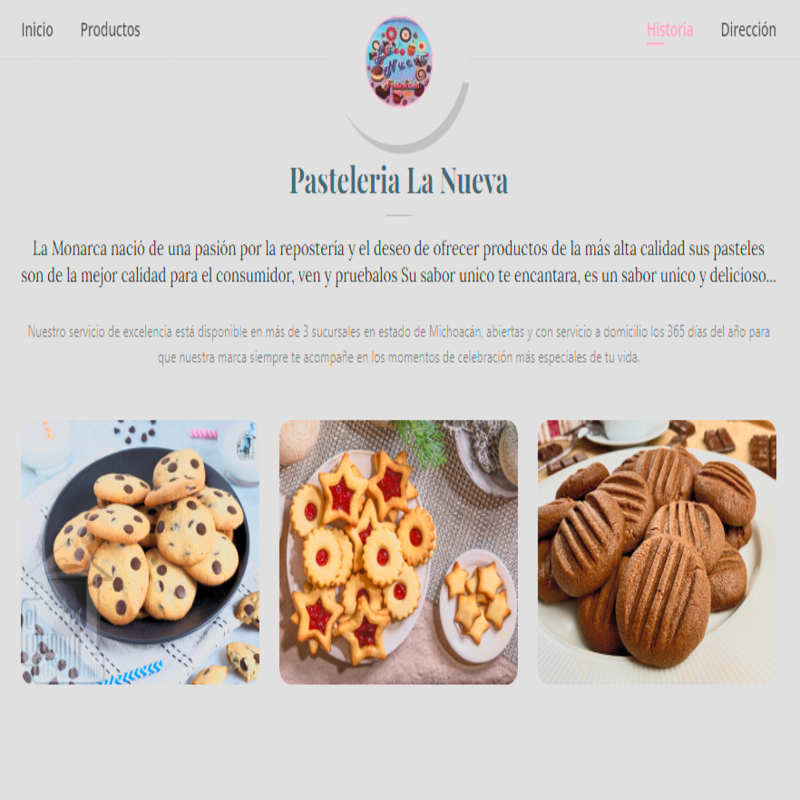 Inicio Productos Historia Dirección
La Nueva
Pasteleria La Nueva
La Monarca nació de una pasión por la repostería y el deseo de ofrecer productos de la más alta calidad sus pasteles
son de la mejor calidad para el consumidor, ven y pruebalos Su sabor unico te encantara, es un sabor unico y delicioso...
Nuestro servicio de excelencia está disponible en más de 3 sucursales en estado de Michoacán, abiertas y con servicio a domicilio los 365 días del año para
que nuestra marca siempre te acompañe en los momentos de celebración más especiales de tu vida.